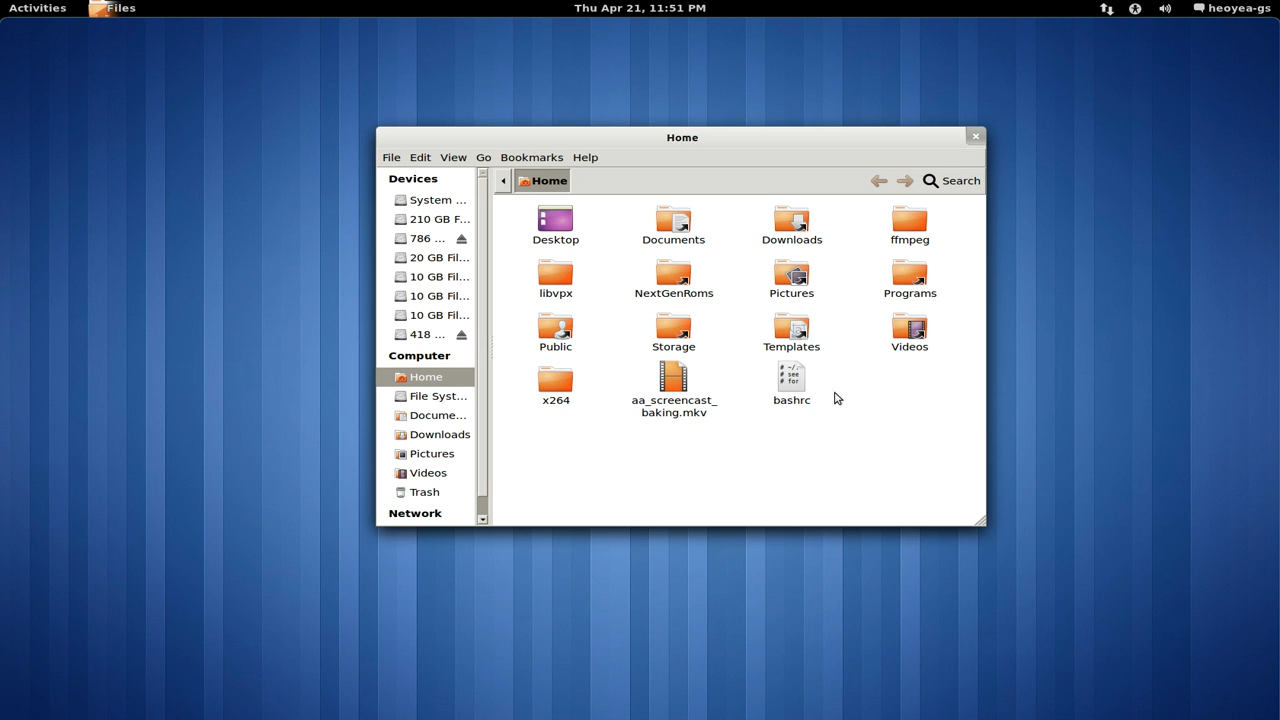 Activities
Files
Thu Apr 21, 11:51 PM
heoyea-gs
Home
File Edit View Go Bookmarks Help
Devices
System ...
210 GB F...
786 ...
20 GB Fil...
10 GB Fil...
10 GB Fil...
10 GB Fil...
418 ...
Computer
Home
File Syst...
Docume...
Downloads
Pictures
Videos
Trash
Network
Home
Search
Desktop
Documents
Downloads
ffmpeg
libvpx
NextGenRoms
Pictures
Programs
Public
Storage
Templates
Videos
x264
aa_screencast_
baking.mkv
# ~/.
# see
# for
bashrc